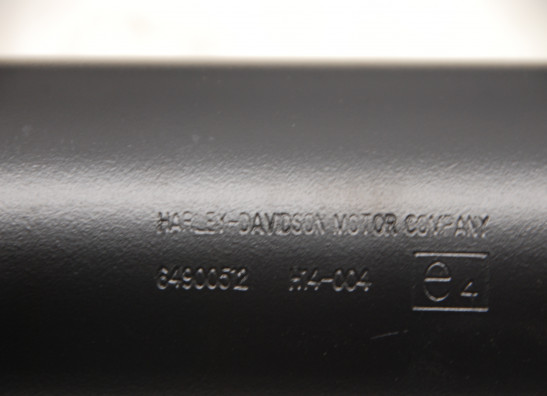 HARLEY-DAVIDSON MOTOR COMPANY
64900512 H14-004 e4